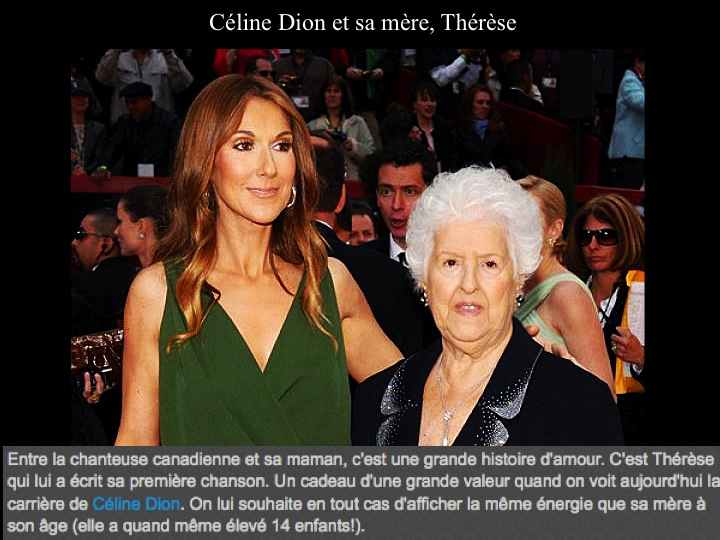 Céline Dion et sa mère, Thérèse
Entre la chanteuse canadienne et sa maman, c'est une grande histoire d'amour. C'est Thérèse
qui lui a écrit sa première chanson. Un cadeau d'une grande valeur quand on voit aujourd'hui la
carrière de Céline Dion. On lui souhaite en tout cas d'afficher la même énergie que sa mère à
son âge (elle a quand même élevé 14 enfants!).